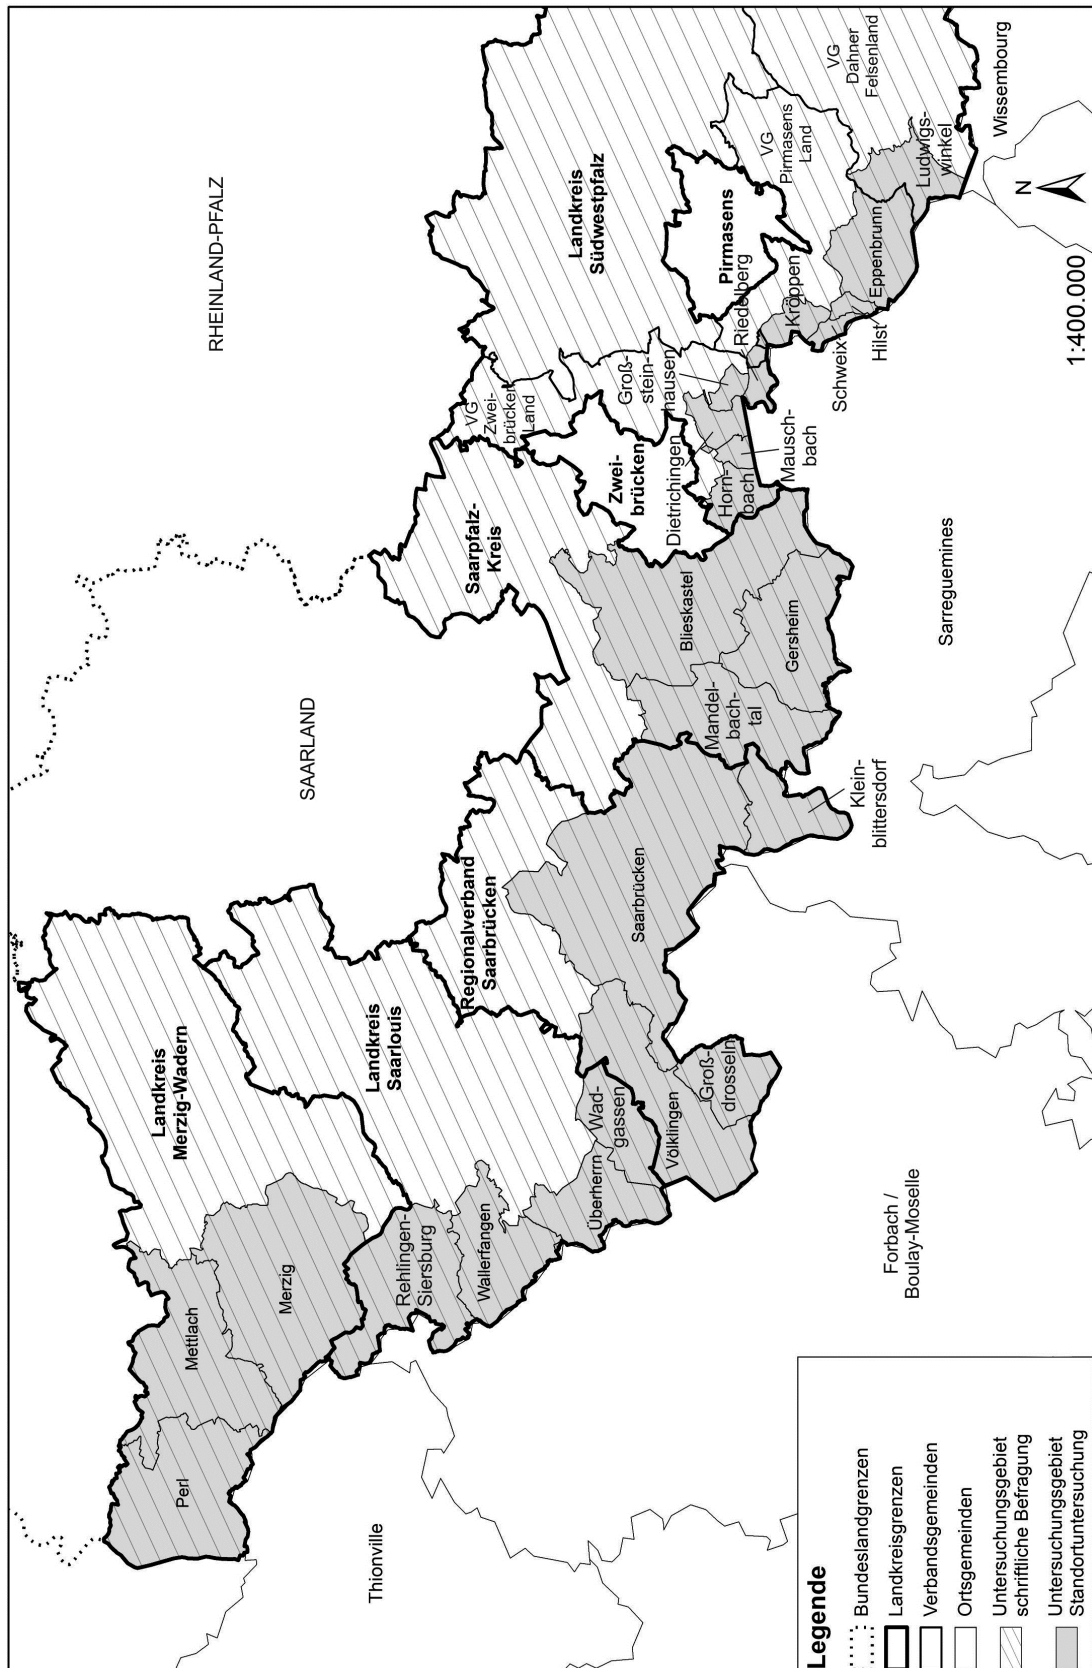 RHEINLAND-PFALZ
SAARLAND
Landkreis
Merzig-Wadern
Landkreis
Saarlouis
Regionalverband
Saarbrücken
Saarpfalz-
Kreis
Landkreis
Südwestpfalz
Zwei-
brücken
Pirmasens
VG
Zwei-
brücken
Land
VG
Pirmasens
Land
VG
Dahner
Felsenland
Perl
Mettlach
Merzig
Rehlingen-
Siersburg
Wallerfangen
Überherrn
Wad-
gassen
Völklingen
Groß-
drosseln
Saarbrücken
Klein-
blittersdorf
Mandel-
bach-
tal
Blieskastel
Gersheim
Dietrichingen
Horn-
bach
Mausch-
bach
Groß-
stein-
hausen
Riedelberg
Kröppen
Schweix
Hilst
Eppenbrunn
Ludwigs-
winkel
Thionville
Forbach /
Boulay-Moselle
Sarreguemines
Wissembourg
N
1:400.000
Legende
Bundeslandgrenzen
Landkreisgrenzen
Verbandsgemeinden
Ortsgemeinden
Untersuchungsgebiet
schriftliche Befragung
Untersuchungsgebiet
Standortuntersuchung